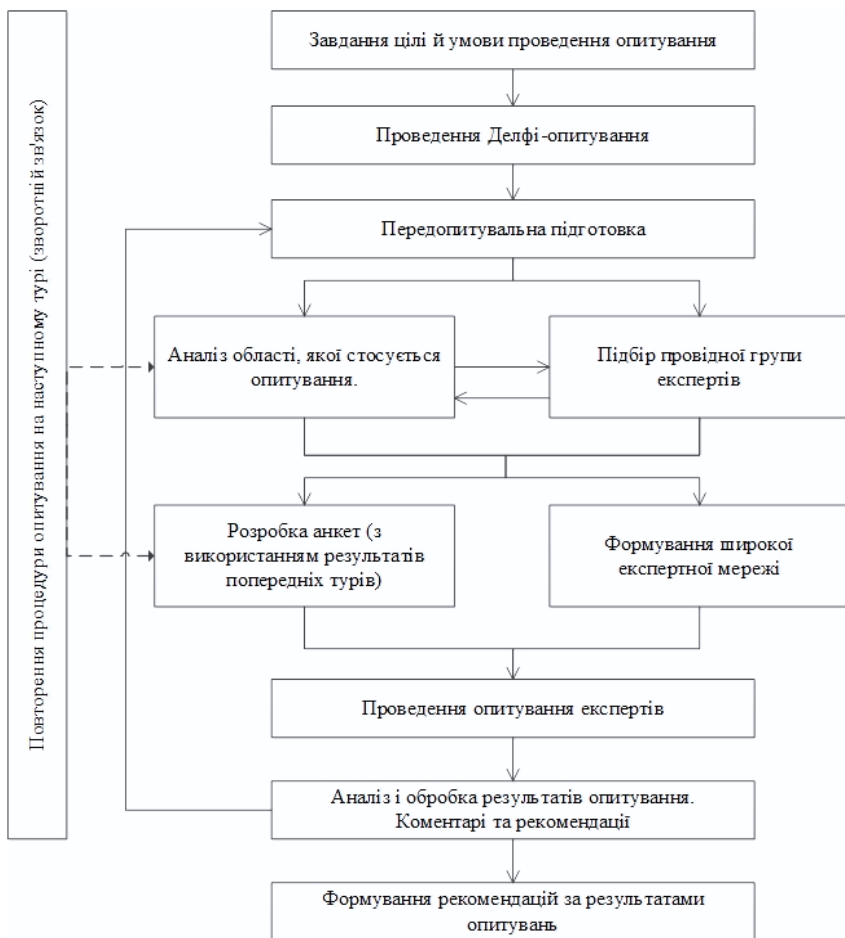 Завдання цілі й умови проведення опитування
Проведення Делфі-опитування
Передопитувальна підготовка
Аналіз області, якої стосується
опитування.
Підбір провідної групи
експертів
Розробка анкет (з
використанням результатів
попередніх турів)
Формування широкої
експертної мережі
Проведення опитування експертів
Аналіз і обробка результатів опитування.
Коментарі та рекомендації
Формування рекомендацій за результатами
опитувань
Повторення процедури опитування на наступному турі (зворотній зв'язок)